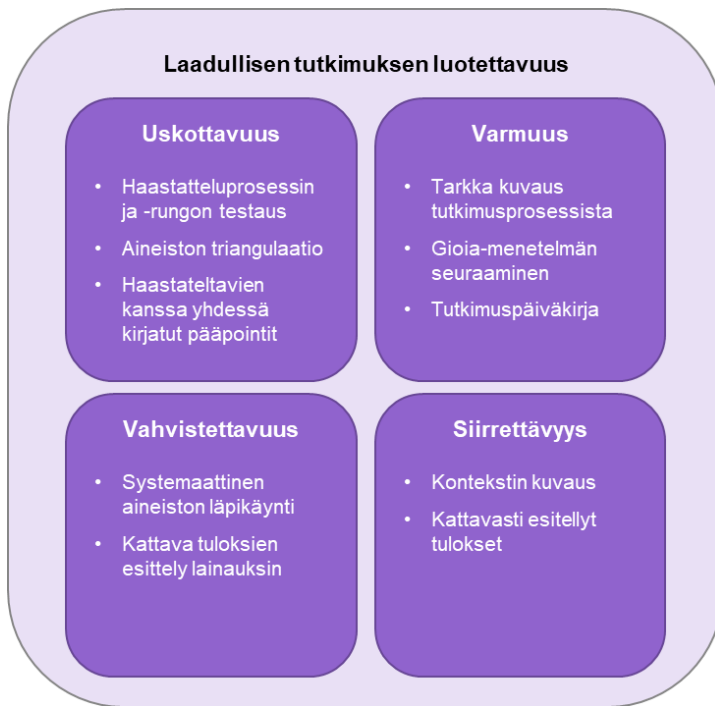 Laadullisen tutkimuksen luotettavuus
Uskottavuus
• Haastatteluprosessin
ja -rungon testaus
• Aineiston triangulaatio
• Haastateltavien
kanssa yhdessä
kirjatut pääpointit
Varmuus
• Tarkka kuvaus
tutkimusprosessista
• Gioia-menetelmän
seuraaminen
• Tutkimuspäiväkirja
Vahvistettavuus
• Systemaattinen
aineiston läpikäynti
• Kattava tuloksien
esittely lainauksin
Siirrettävyys
• Kontekstin kuvaus
• Kattavasti esitellyt
tulokset